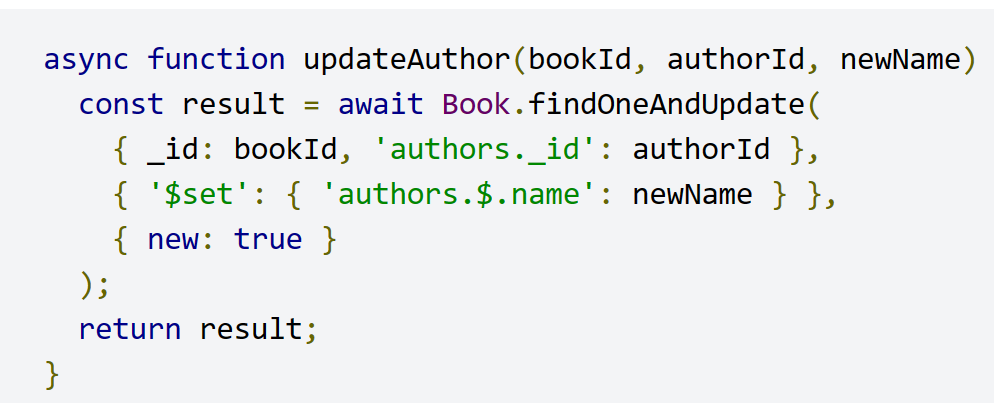 async function updateAuthor(bookId, authorId, newName)
  const result = await Book.findOneAndUpdate(
    { _id: bookId, 'authors._id': authorId },
    { '$set': { 'authors.$.name': newName } },
    { new: true }
  );
  return result;
}